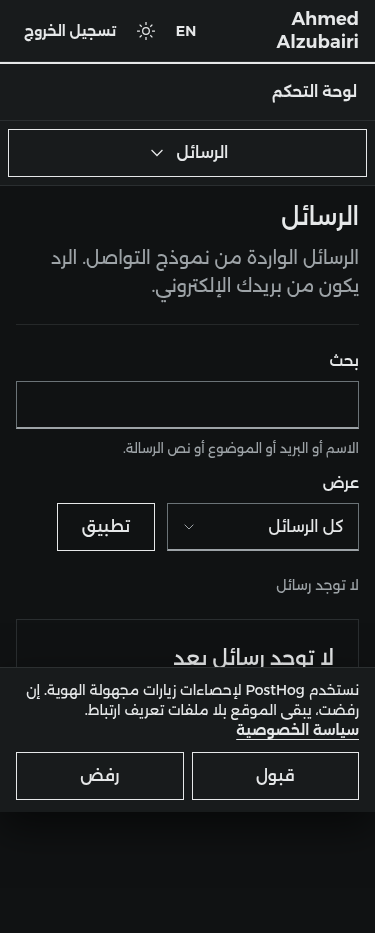 Ahmed
Alzubairi
EN
تسجيل الخروج
لوحة التحكم
الرسائل
الرسائل
الرسائل الواردة من نموذج التواصل. الرد
يكون من بريدك الإلكتروني.
بحث
الاسم أو البريد أو الموضوع أو نص الرسالة.
عرض
كل الرسائل
تطبيق
لا توجد رسائل
لا توجد رسائل بعد
نستخدم PostHog لإحصاءات زيارات مجهولة الهوية. إن
رفضت، يبقى الموقع بلا ملفات تعريف ارتباط.
سياسة الخصوصية
قبول
رفض